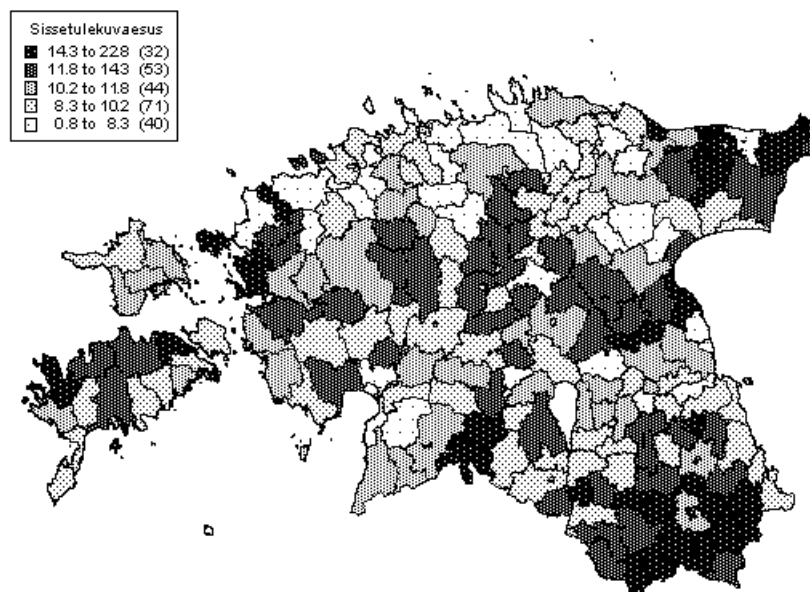 Sissetulekuvaesus
14.3 to 22.8 (32)
11.8 to 14.3 (53)
10.2 to 11.8 (44)
8.3 to 10.2 (71)
0.8 to 8.3 (40)